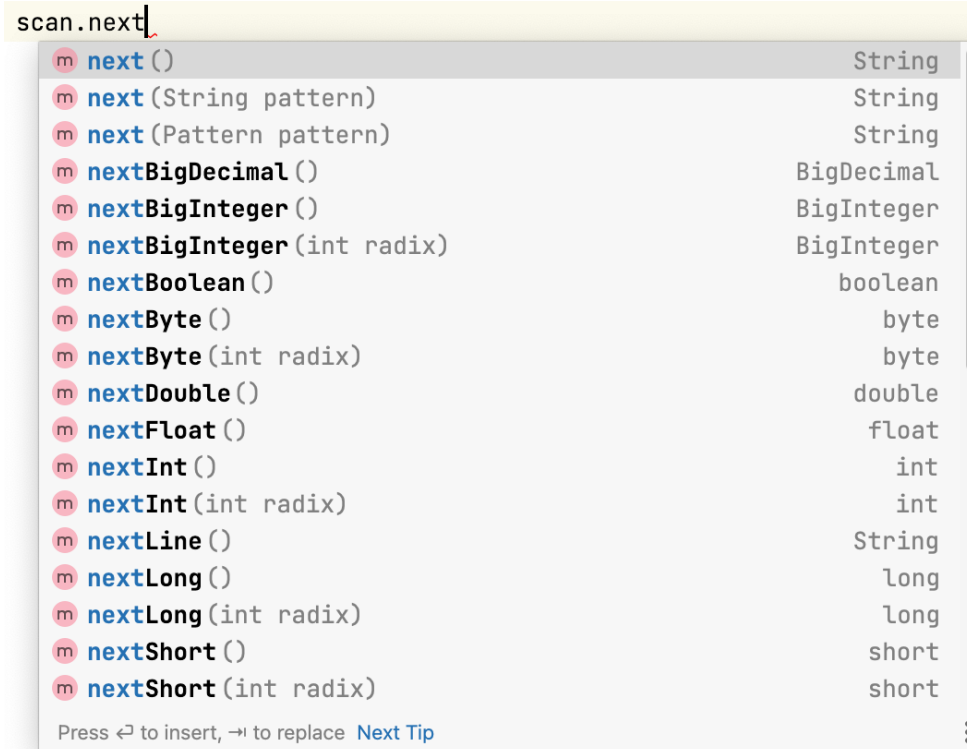 scan.next
m next() String
m next(String pattern) String
m next(Pattern pattern) String
m nextBigDecimal() BigDecimal
m nextBigInteger() BigInteger
m nextBigInteger(int radix) BigInteger
m nextBoolean() boolean
m nextByte() byte
m nextByte(int radix) byte
m nextDouble() double
m nextFloat() float
m nextInt() int
m nextInt(int radix) int
m nextLine() String
m nextLong() long
m nextLong(int radix) long
m nextShort() short
m nextShort(int radix) short
Press ↩ to insert, ⇥ to replace Next Tip